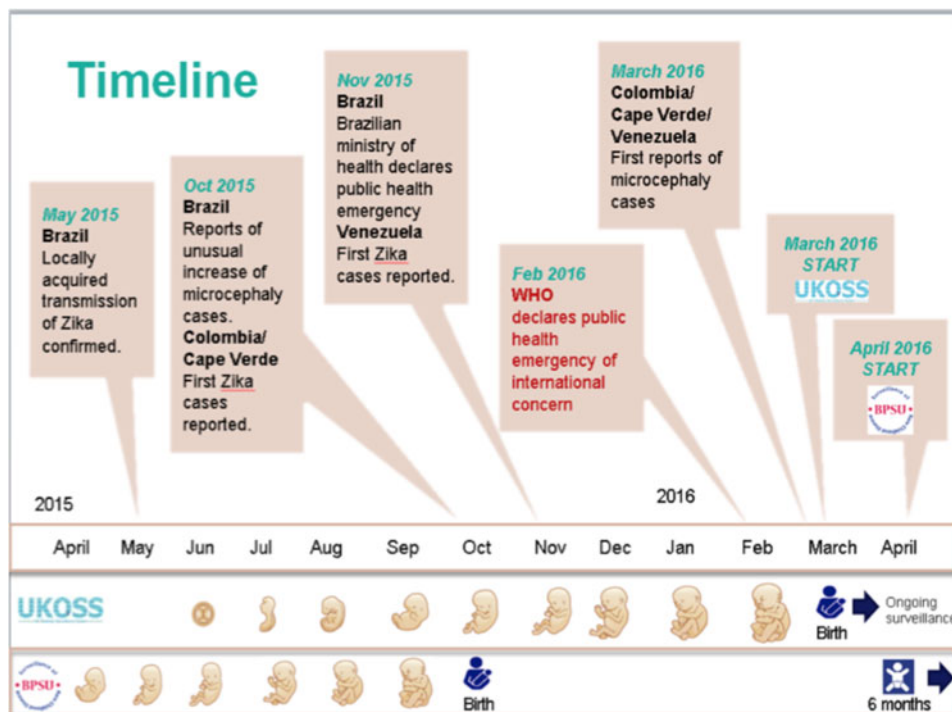 Timeline
May 2015
Brazil
Locally
acquired
transmission
of Zika
confirmed.
Oct 2015
Brazil
Reports of
unusual
increase of
microcephaly
cases.
Colombia/
Cape Verde
First Zika
cases
reported.
Nov 2015
Brazil
Brazilian
ministry of
health declares
public health
emergency
Venezuela
First Zika
cases reported.
Feb 2016
WHO
declares public
health
emergency of
international
concern
March 2016
Colombia/
Cape Verde/
Venezuela
First reports of
microcephaly
cases
March 2016
START
UKOSS
April 2016
START
BPSU
2015 2016
April May Jun Jul Aug Sep Oct Nov Dec Jan Feb March April
UKOSS
Birth
Ongoing
surveillance
BPSU
Birth
6 months